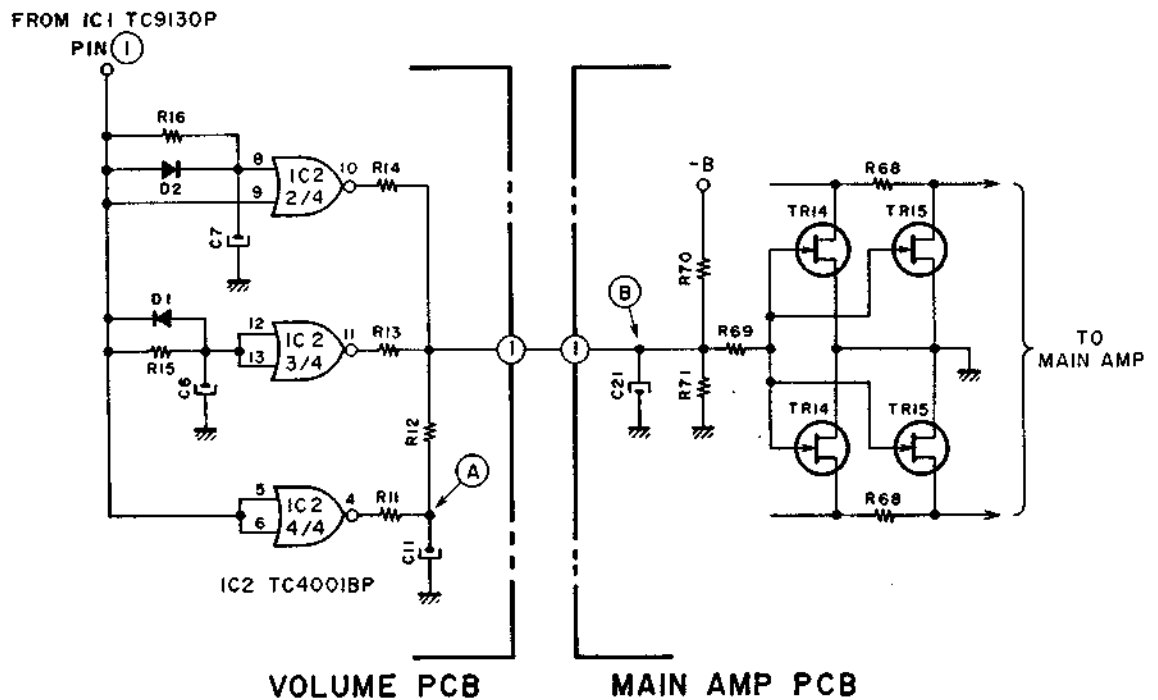 FROM IC1 TC9130P
PIN 1
R16
D2
8
9
IC2
2/4
10
R14
C7
D1
R15
12
13
IC2
3/4
11
R13
C6
R12
5
6
IC2
4/4
4
R11
A
C11
IC2 TC4001BP
1
1
B
C21
-B
R70
R69
R71
R68
TR14
TR15
TR14
TR15
R68
TO
MAIN AMP
VOLUME PCB
MAIN AMP PCB